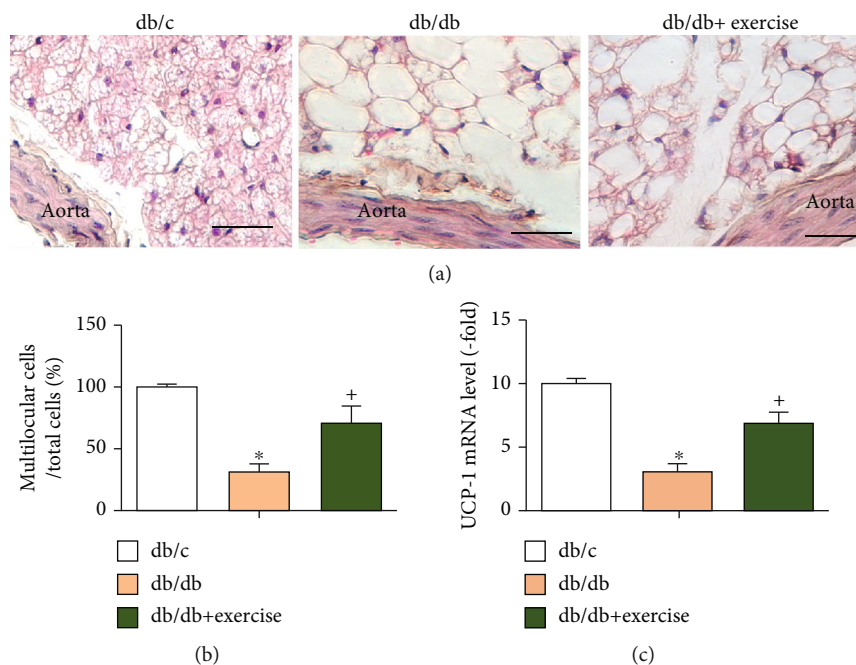 db/c
db/db
db/db+ exercise
Aorta
Aorta
Aorta
(a)
Multilocular cells
/total cells (%)
150
100
50
0
*
+
db/c
db/db
db/db+exercise
(b)
UCP-1 mRNA level (-fold)
15
10
5
0
*
+
db/c
db/db
db/db+exercise
(c)